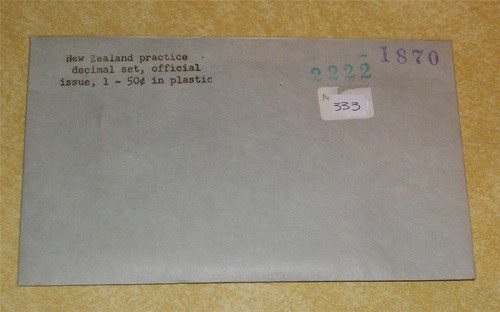 New Zealand practice
decimal set, official
issue, 1 - 50¢ in plastic
1870
2222
333